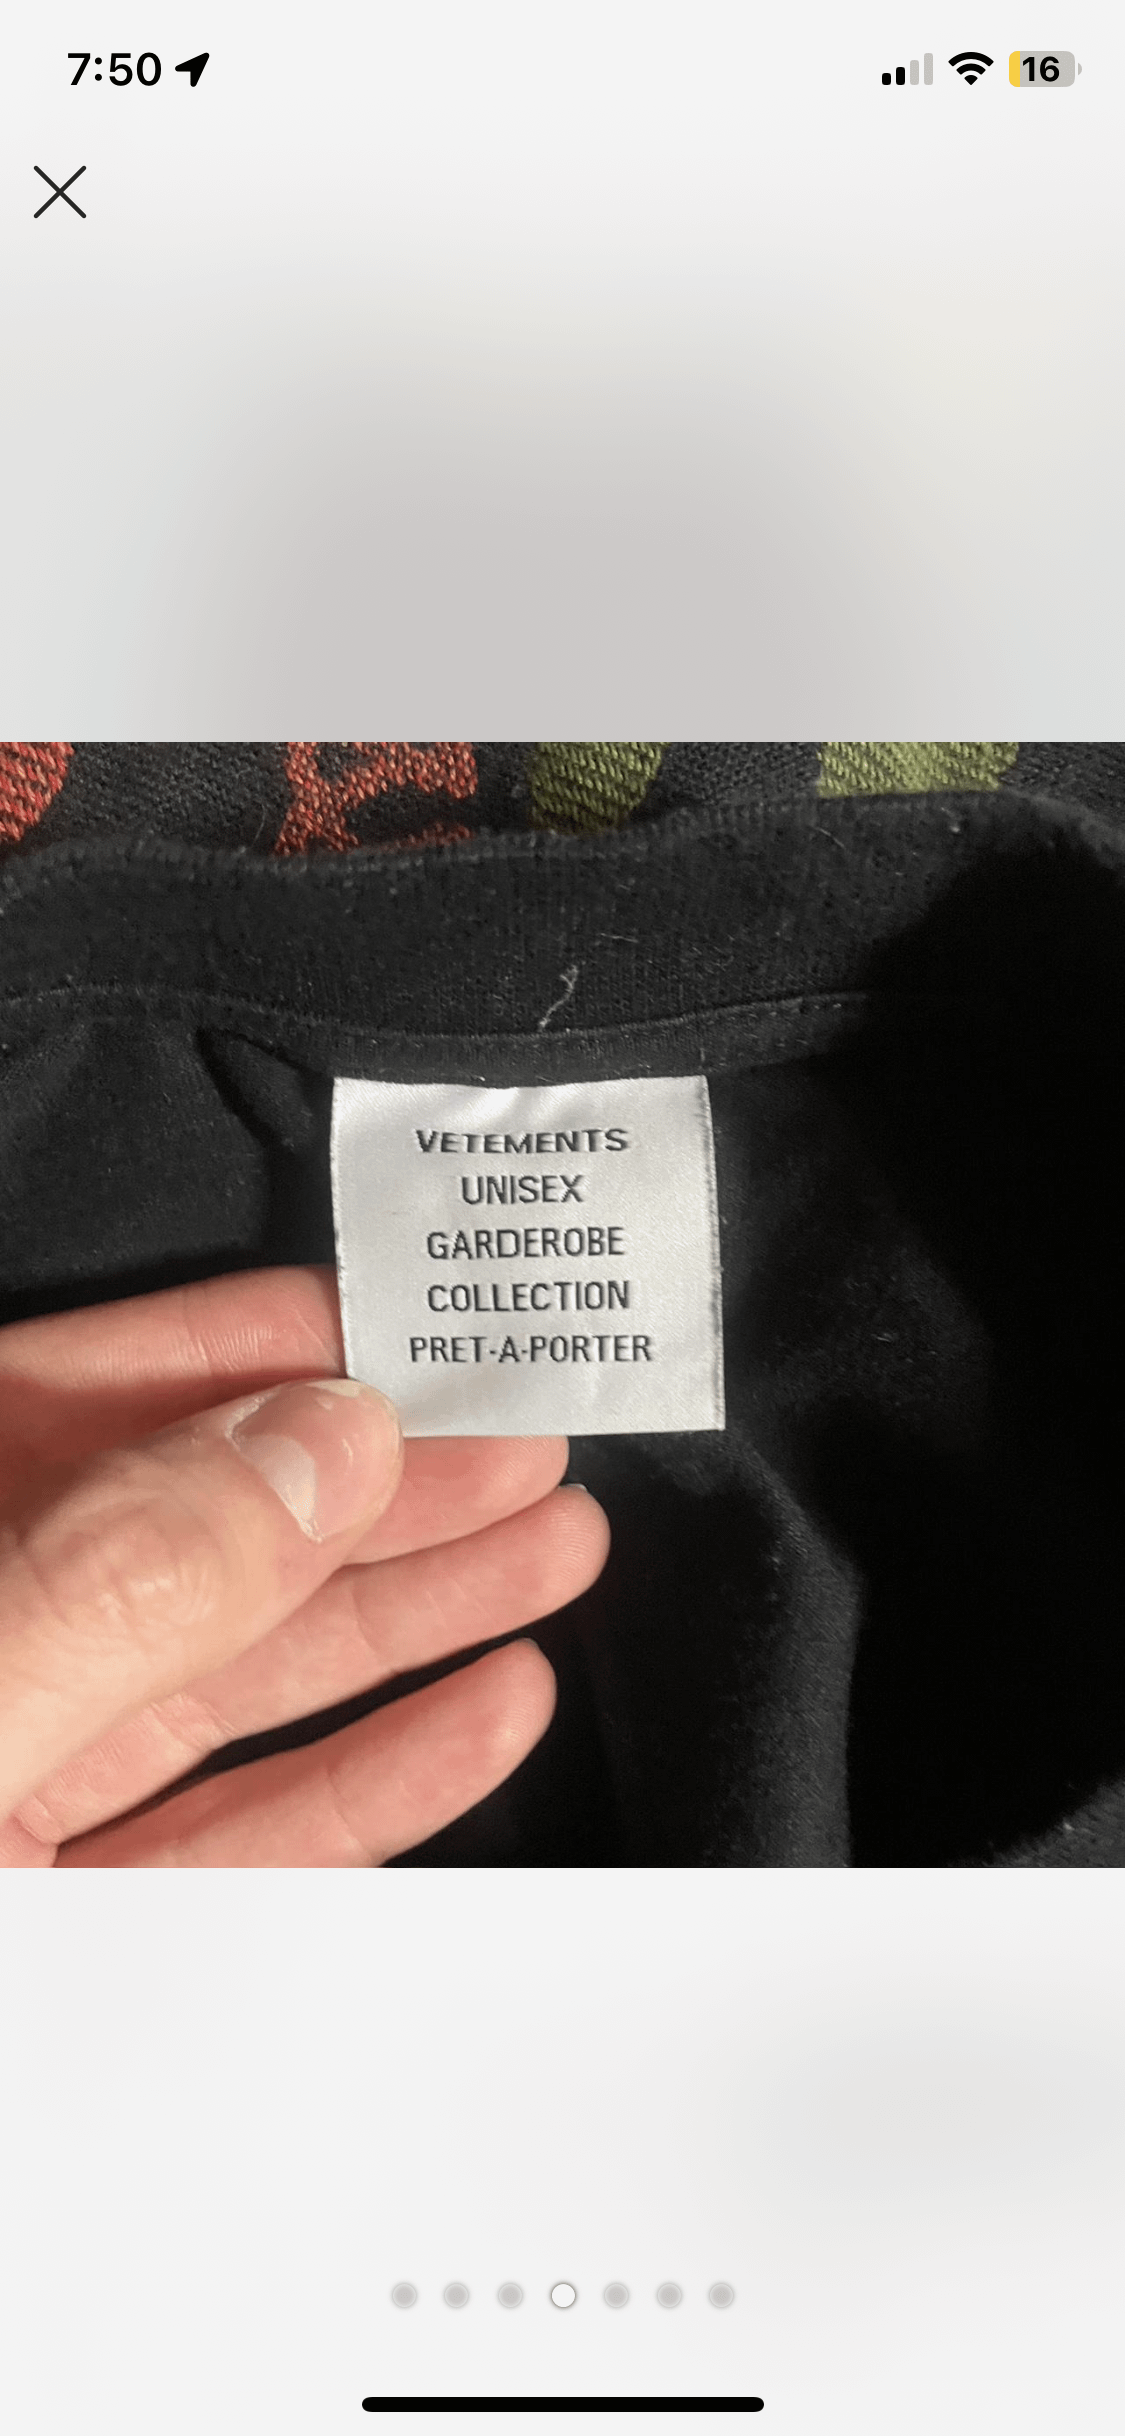 7:50
16
VETEMENTS
UNISEX
GARDEROBE
COLLECTION
PRET-A-PORTER